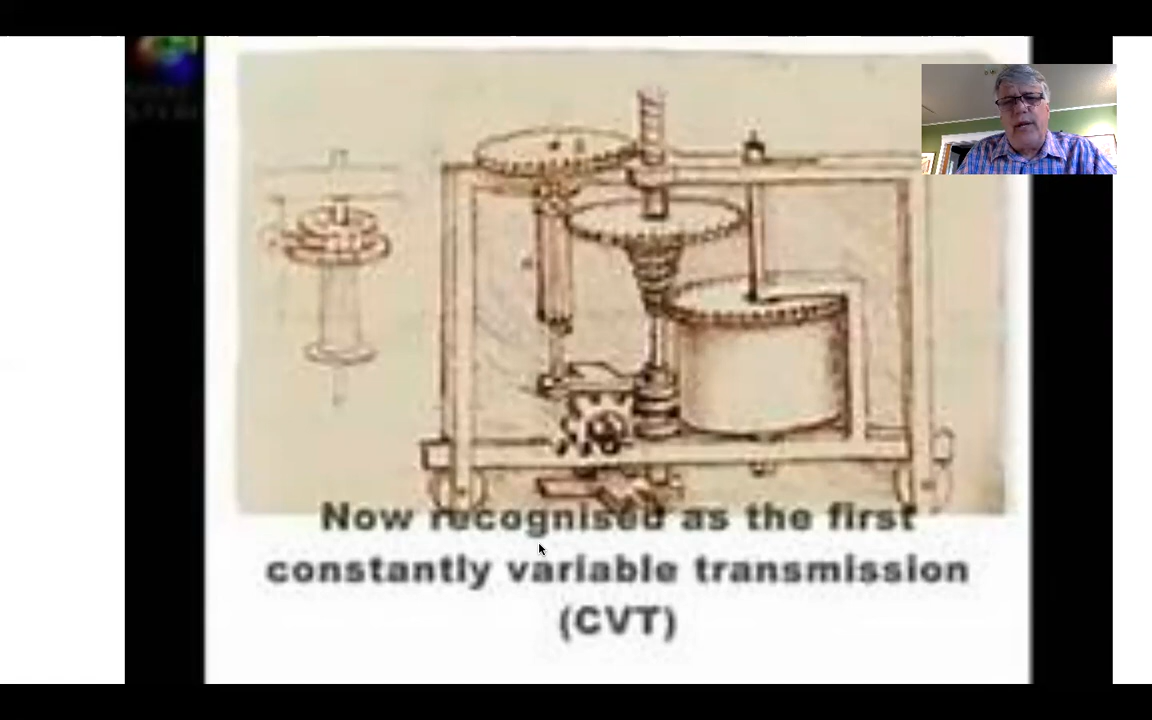 Now recognised as the first
constantly variable transmission
(CVT)